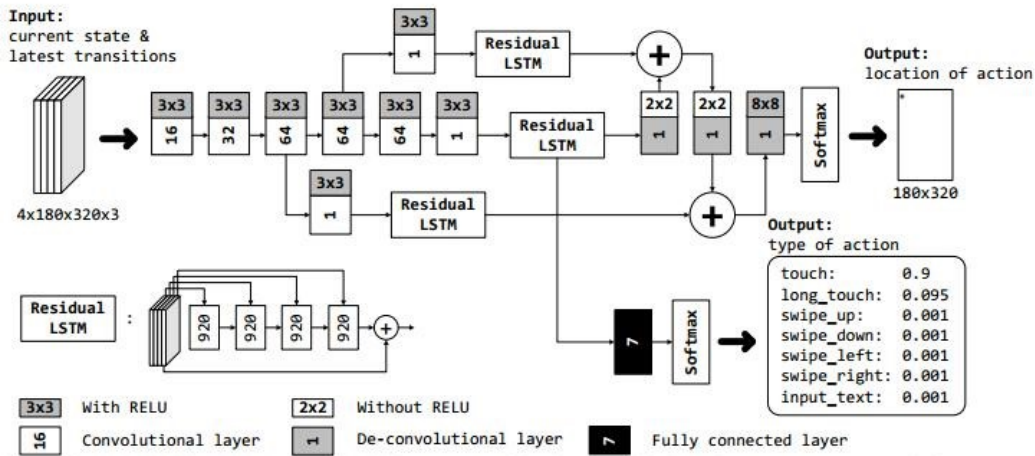 Input:
current state &
latest transitions
4x180x320x3
3x3
16
3x3
32
3x3
64
3x3
64
3x3
64
3x3
1
3x3
1
Residual
LSTM
Residual
LSTM
3x3
1
Residual
LSTM
+
2x2
1
2x2
1
8x8
1
+
Softmax
Output:
location of action
*
180x320
Output:
type of action
touch: 0.9
long_touch: 0.095
swipe_up: 0.001
swipe_down: 0.001
swipe_left: 0.001
swipe_right: 0.001
input_text: 0.001
7
Softmax
Residual
LSTM
:
920
920
920
920
+
3x3 With RELU
2x2 Without RELU
16 Convolutional layer
1 De-convolutional layer
7 Fully connected layer